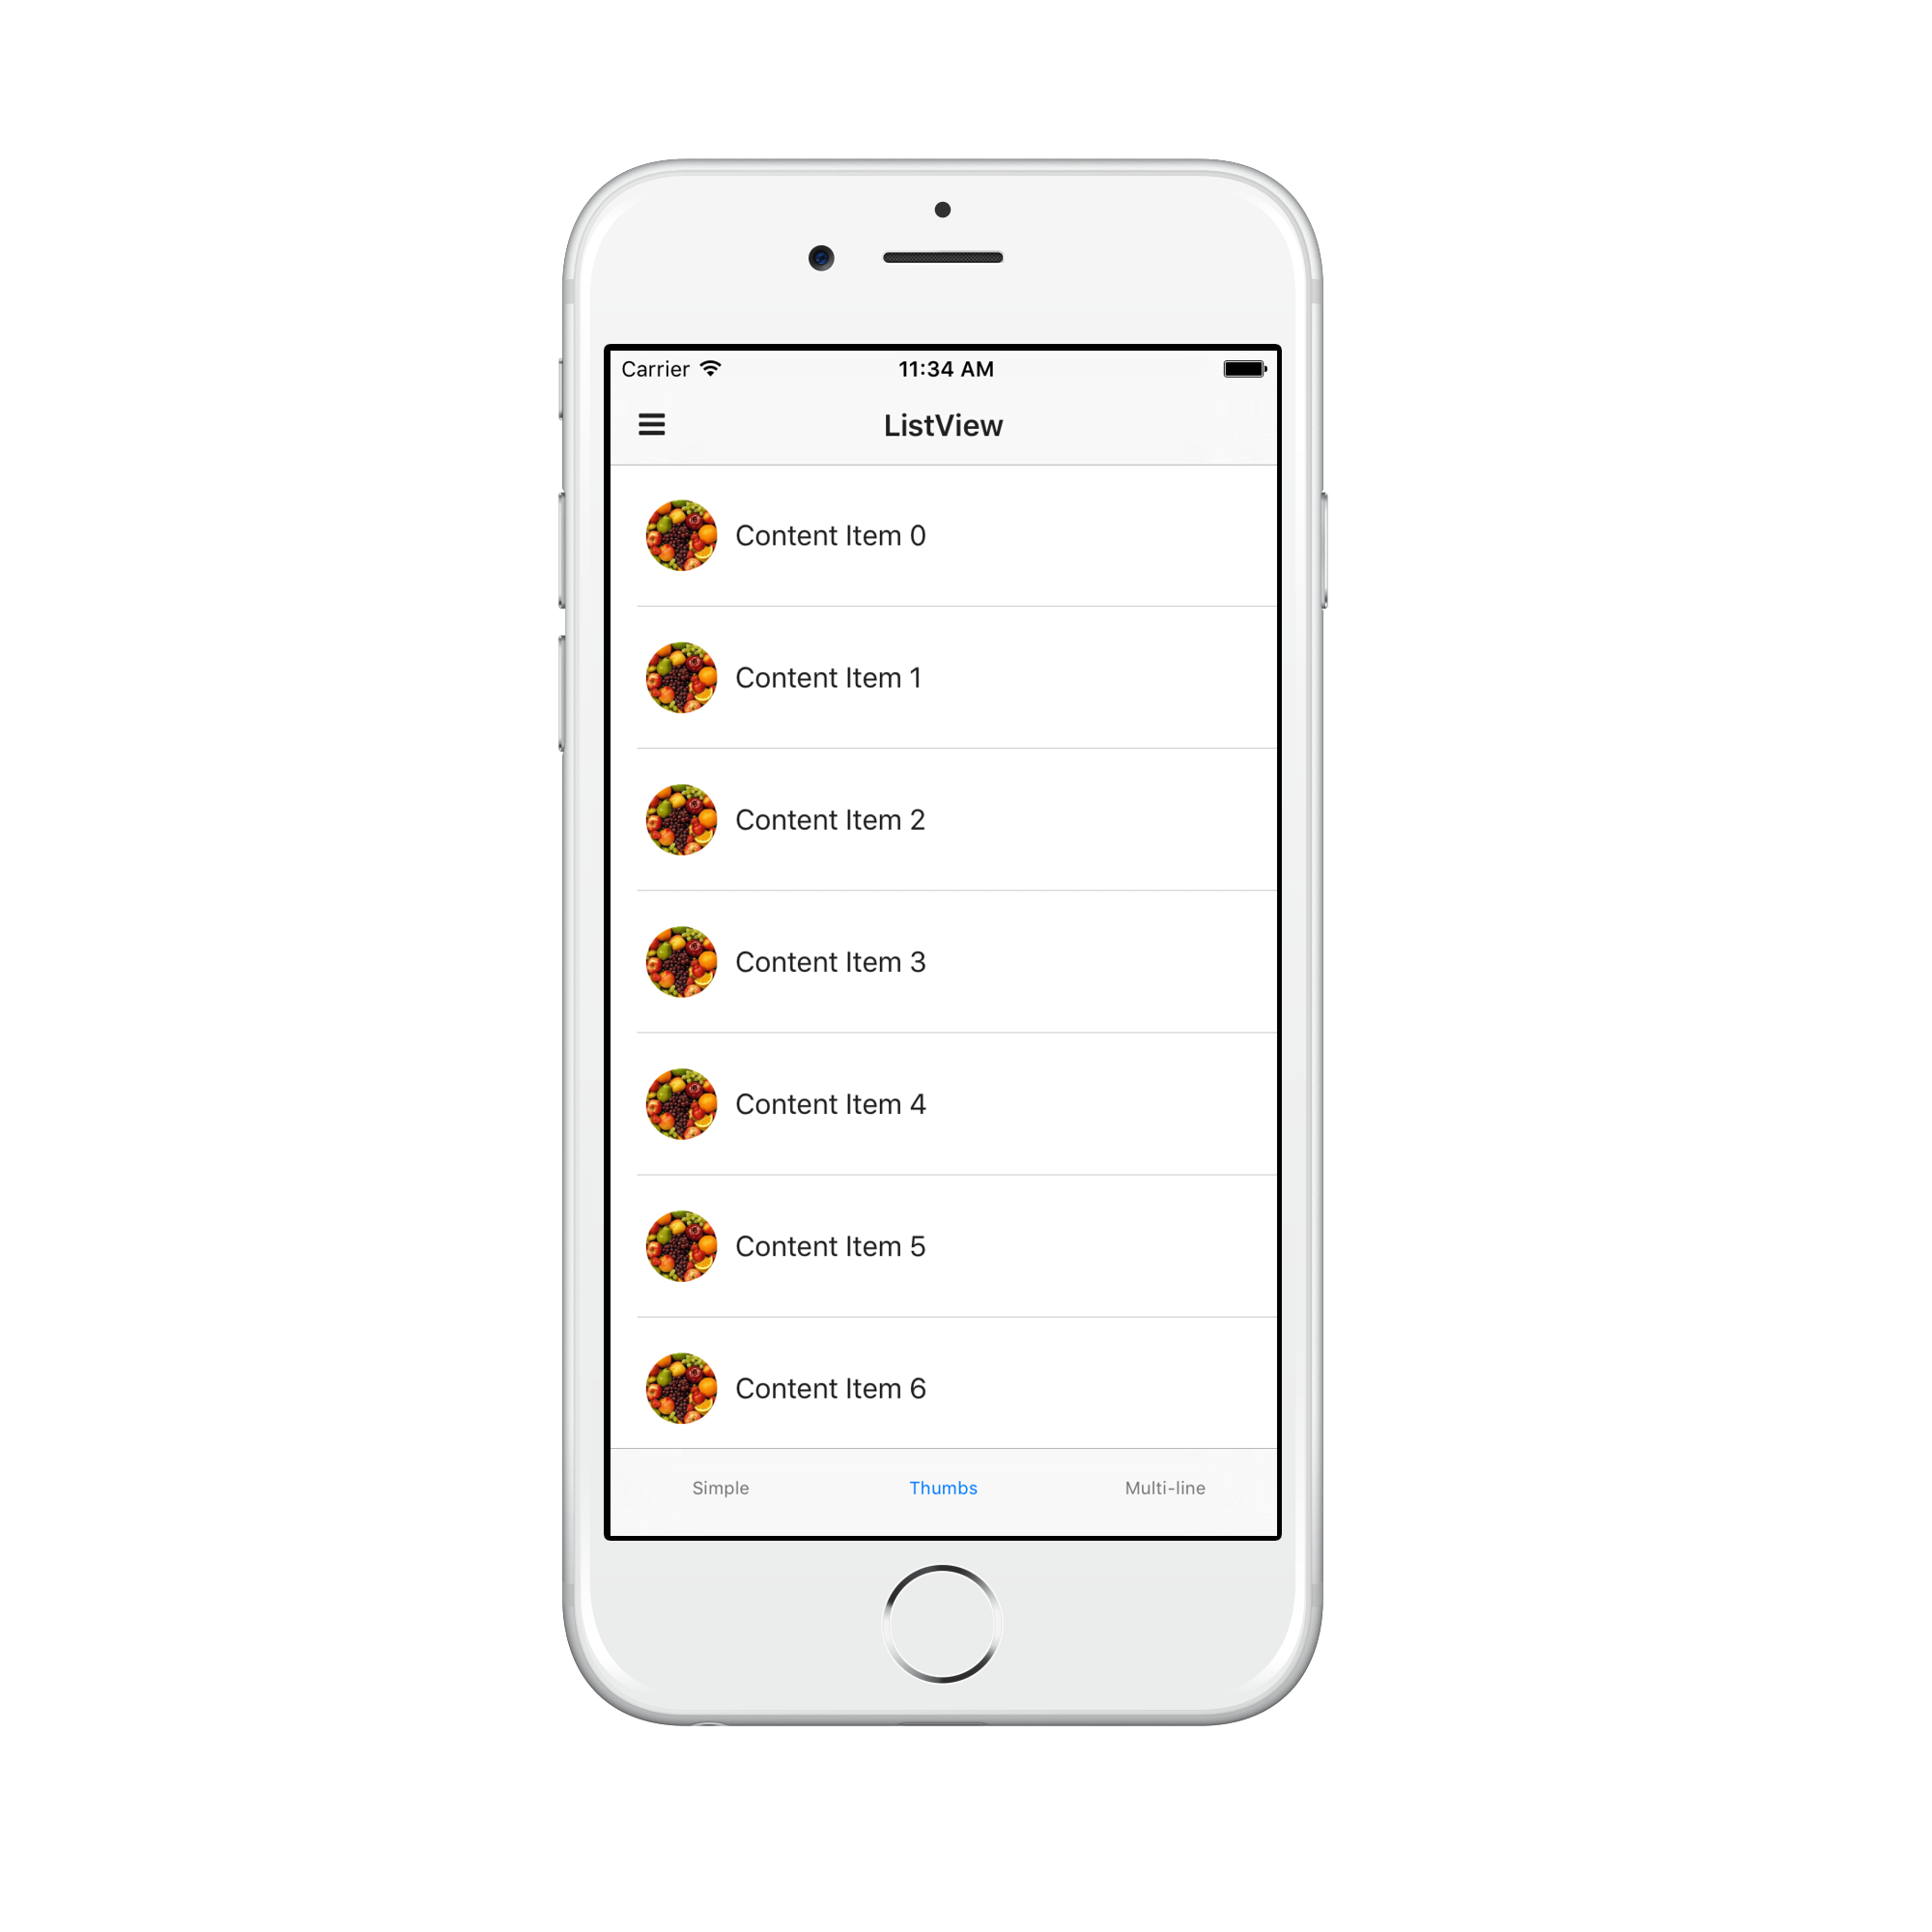 Carrier 11:34 AM
ListView
Content Item 0
Content Item 1
Content Item 2
Content Item 3
Content Item 4
Content Item 5
Content Item 6
Simple Thumbs Multi-line